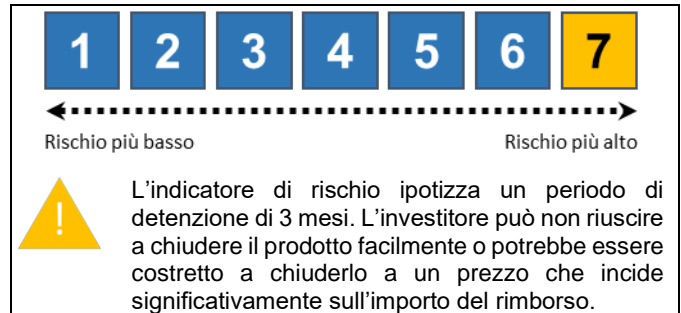 1 2 3 4 5 6 7
Rischio più basso Rischio più alto
!
L’indicatore di rischio ipotizza un periodo di
detenzione di 3 mesi. L’investitore può non riuscire
a chiudere il prodotto facilmente o potrebbe essere
costretto a chiuderlo a un prezzo che incide
significativamente sull’importo del rimborso.